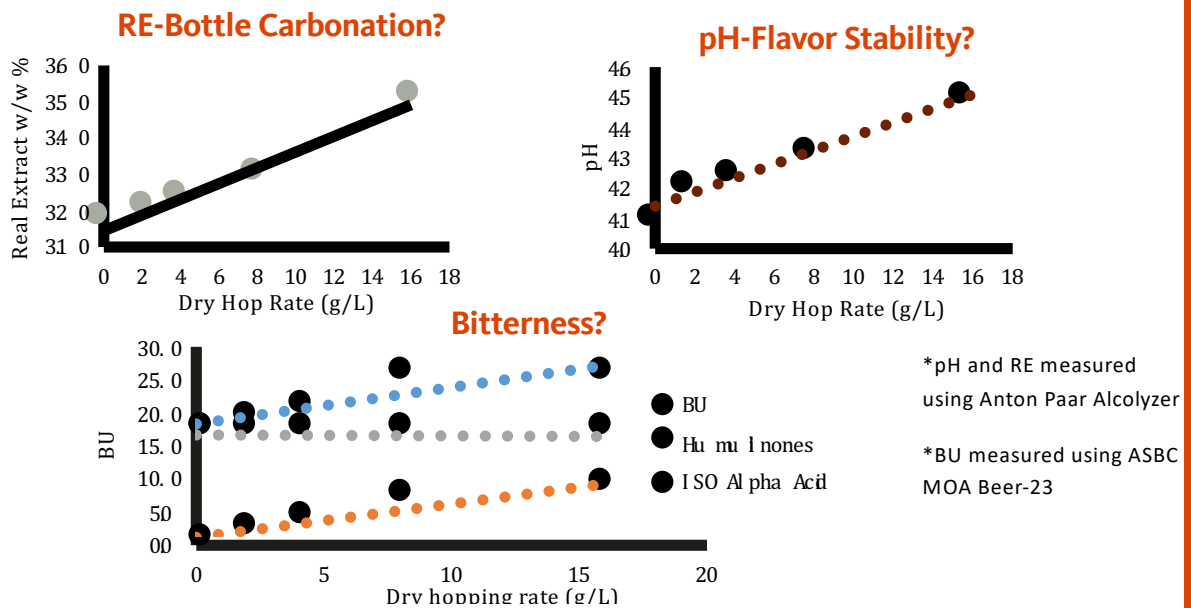 RE-Bottle Carbonation?
Real Extract w/w %
36 0
35 0
34 0
33 0
32 0
31 0
0 2 4 6 8 10 12 14 16 18
Dry Hop Rate (g/L)
pH-Flavor Stability?
pH
46
45
44
43
42
41
40
0 2 4 6 8 10 12 14 16 18
Dry Hop Rate (g/L)
Bitterness?
BU
30. 0
25. 0
20. 0
15. 0
10. 0
50.
00.
0 5 10 15 20
Dry hopping rate (g/L)
BU
Hu mu l nones
I SO Al pha Acid
*pH and RE measured
using Anton Paar Alcolyzer
*BU measured using ASBC
MOA Beer-23